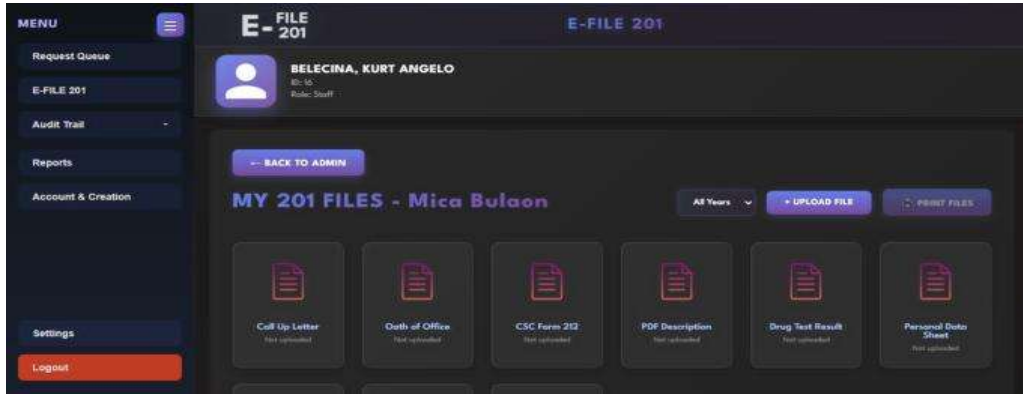 MENU
Request Queue
E-FILE 201
Audit Trail
Reports
Account & Creation
Settings
Logout
E- FILE 201
E-FILE 201
BELECINA, KURT ANGELO
ID: 16
Role: Staff
← BACK TO ADMIN
MY 201 FILES - Mica Bulaon
All Years
+ UPLOAD FILE
PRINT FILES
Call Up Letter
Not uploaded
Oath of Office
Not uploaded
CSC Form 212
Not uploaded
PDF Description
Not uploaded
Drug Test Result
Not uploaded
Personal Data
Sheet
Not uploaded